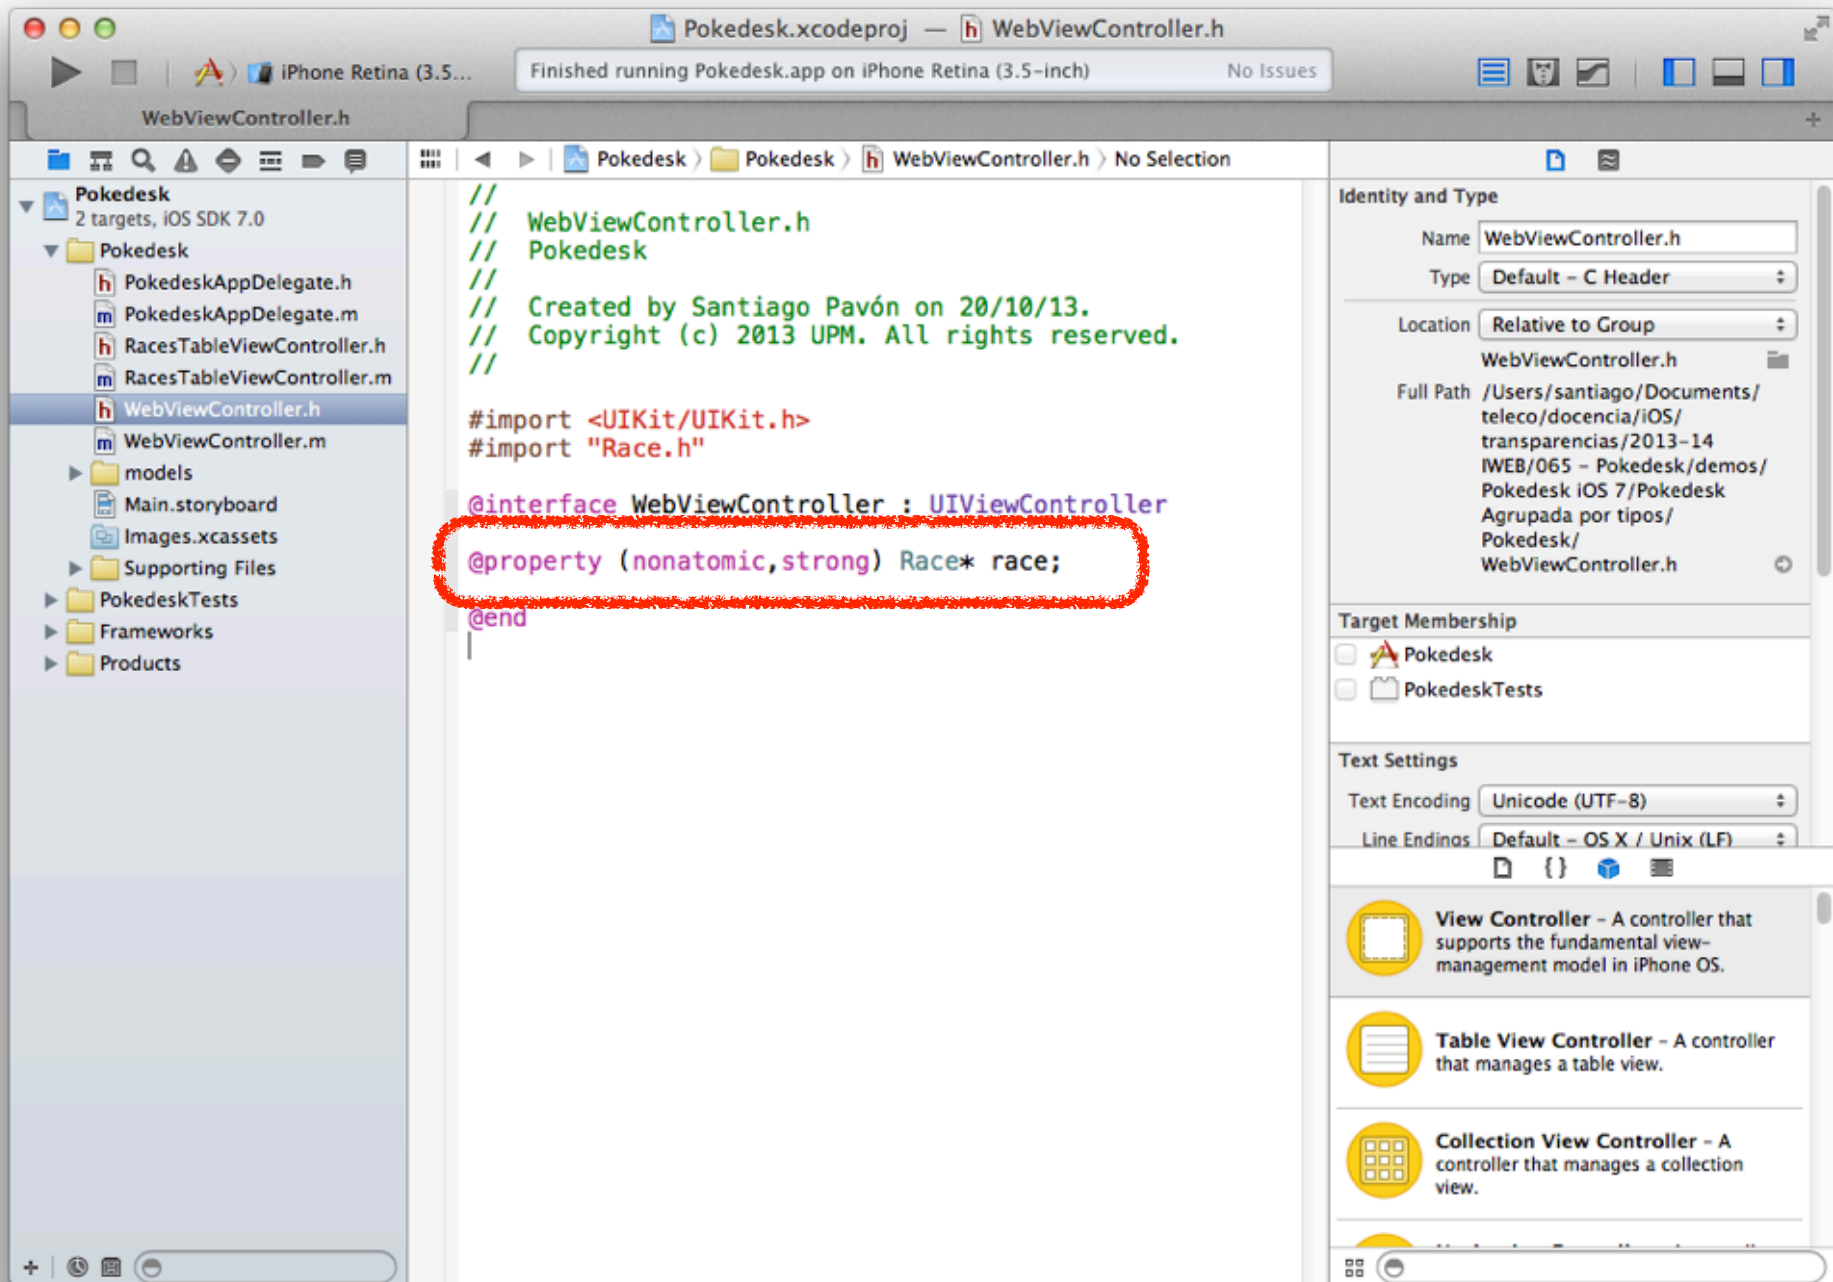 Pokedesk.xcodeproj — WebViewController.h
iPhone Retina (3.5...
Finished running Pokedesk.app on iPhone Retina (3.5-inch)
No Issues
WebViewController.h
Pokedesk
2 targets, iOS SDK 7.0
Pokedesk
PokedeskAppDelegate.h
PokedeskAppDelegate.m
RacesTableViewController.h
RacesTableViewController.m
WebViewController.h
WebViewController.m
models
Main.storyboard
Images.xcassets
Supporting Files
PokedeskTests
Frameworks
Products
Pokedesk
Pokedesk
WebViewController.h
No Selection
//
//  WebViewController.h
//  Pokedesk
//
//  Created by Santiago Pavón on 20/10/13.
//  Copyright (c) 2013 UPM. All rights reserved.
//
#import <UIKit/UIKit.h>
#import "Race.h"
@interface WebViewController : UIViewController
@property (nonatomic,strong) Race* race;
@end
Identity and Type
Name WebViewController.h
Type Default – C Header
Location Relative to Group
WebViewController.h
Full Path /Users/santiago/Documents/
teleco/docencia/iOS/
transparencias/2013–14
IWEB/065 – Pokedesk/demos/
Pokedesk iOS 7/Pokedesk
Agrupada por tipos/
Pokedesk/
WebViewController.h
Target Membership
Pokedesk
PokedeskTests
Text Settings
Text Encoding Unicode (UTF–8)
Line Endings Default – OS X / Unix (LF)
View Controller – A controller that
supports the fundamental view–
management model in iPhone OS.
Table View Controller – A controller
that manages a table view.
Collection View Controller – A
controller that manages a collection
view.